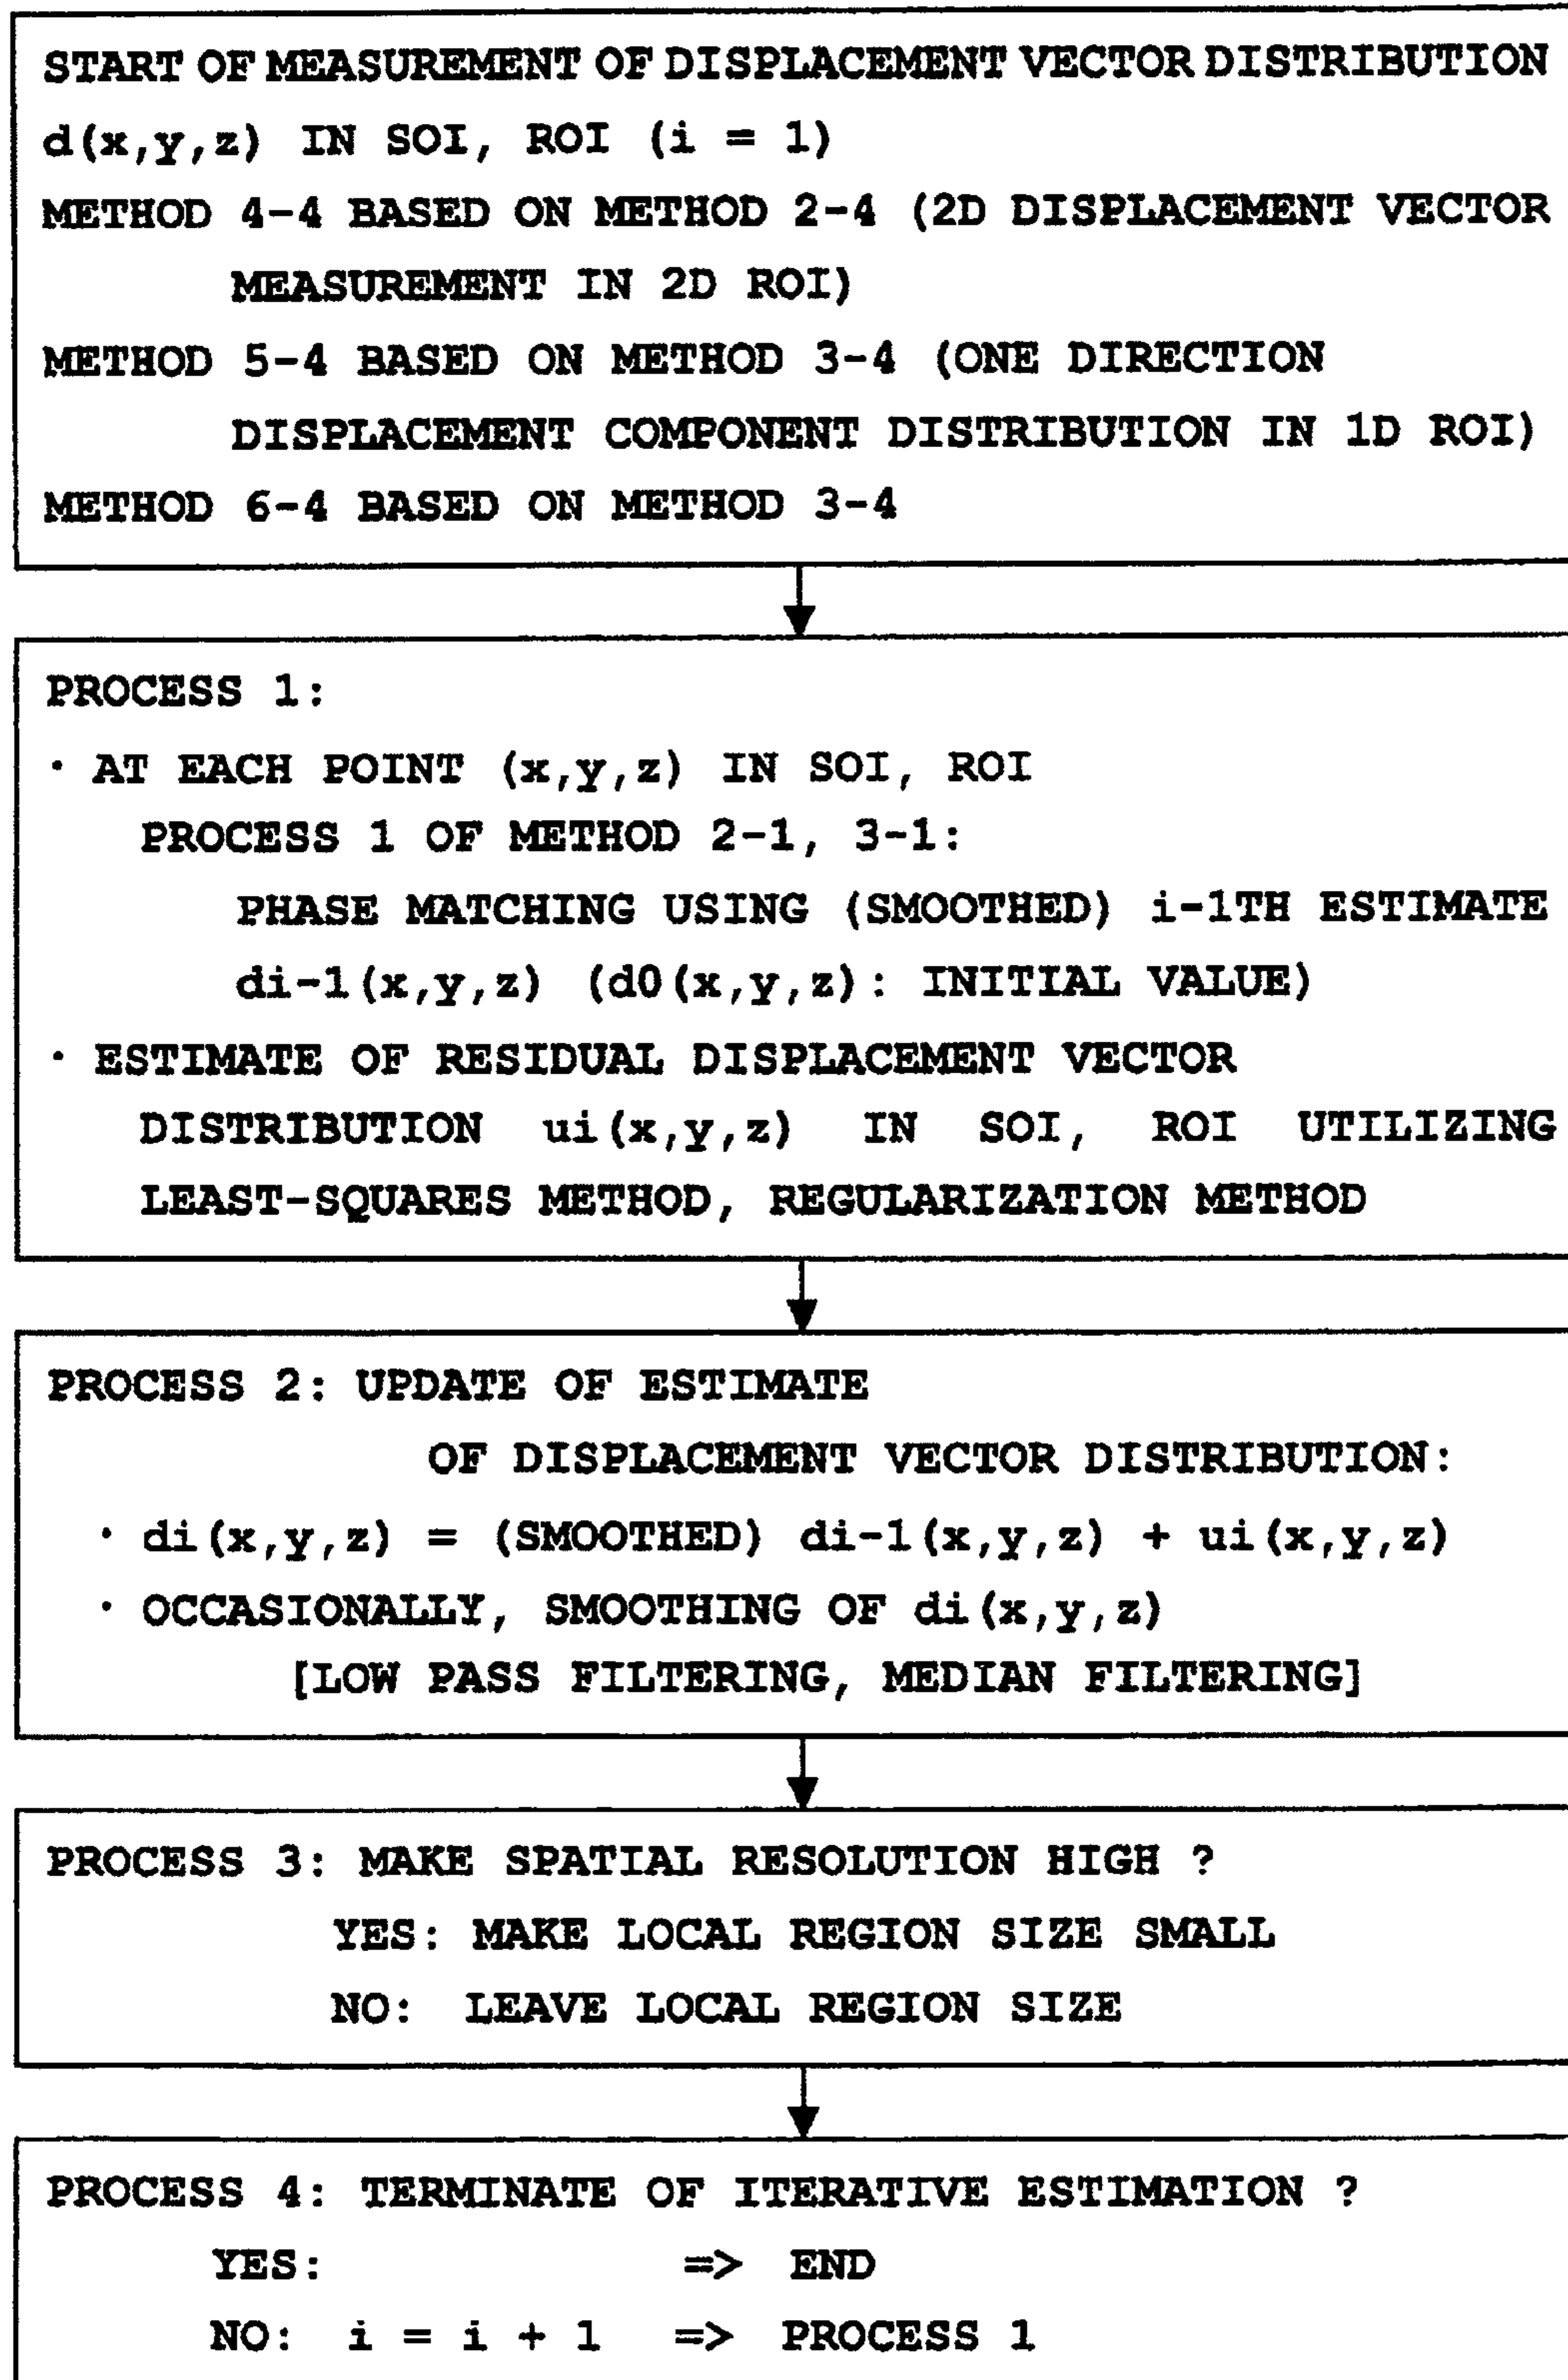 START OF MEASUREMENT OF DISPLACEMENT VECTOR DISTRIBUTION
d(x,y,z) IN SOI, ROI (i = 1)
METHOD 4-4 BASED ON METHOD 2-4 (2D DISPLACEMENT VECTOR
MEASUREMENT IN 2D ROI)
METHOD 5-4 BASED ON METHOD 3-4 (ONE DIRECTION
DISPLACEMENT COMPONENT DISTRIBUTION IN 1D ROI)
METHOD 6-4 BASED ON METHOD 3-4
PROCESS 1:
· AT EACH POINT (x,y,z) IN SOI, ROI
PROCESS 1 OF METHOD 2-1, 3-1:
PHASE MATCHING USING (SMOOTHED) i-1TH ESTIMATE
di-1(x,y,z) (d0(x,y,z): INITIAL VALUE)
· ESTIMATE OF RESIDUAL DISPLACEMENT VECTOR
DISTRIBUTION ui(x,y,z) IN SOI, ROI UTILIZING
LEAST-SQUARES METHOD, REGULARIZATION METHOD
PROCESS 2: UPDATE OF ESTIMATE
OF DISPLACEMENT VECTOR DISTRIBUTION:
· di(x,y,z) = (SMOOTHED) di-1(x,y,z) + ui(x,y,z)
· OCCASIONALLY, SMOOTHING OF di(x,y,z)
[LOW PASS FILTERING, MEDIAN FILTERING]
PROCESS 3: MAKE SPATIAL RESOLUTION HIGH ?
YES: MAKE LOCAL REGION SIZE SMALL
NO: LEAVE LOCAL REGION SIZE
PROCESS 4: TERMINATE OF ITERATIVE ESTIMATION ?
YES: => END
NO: i = i + 1 => PROCESS 1